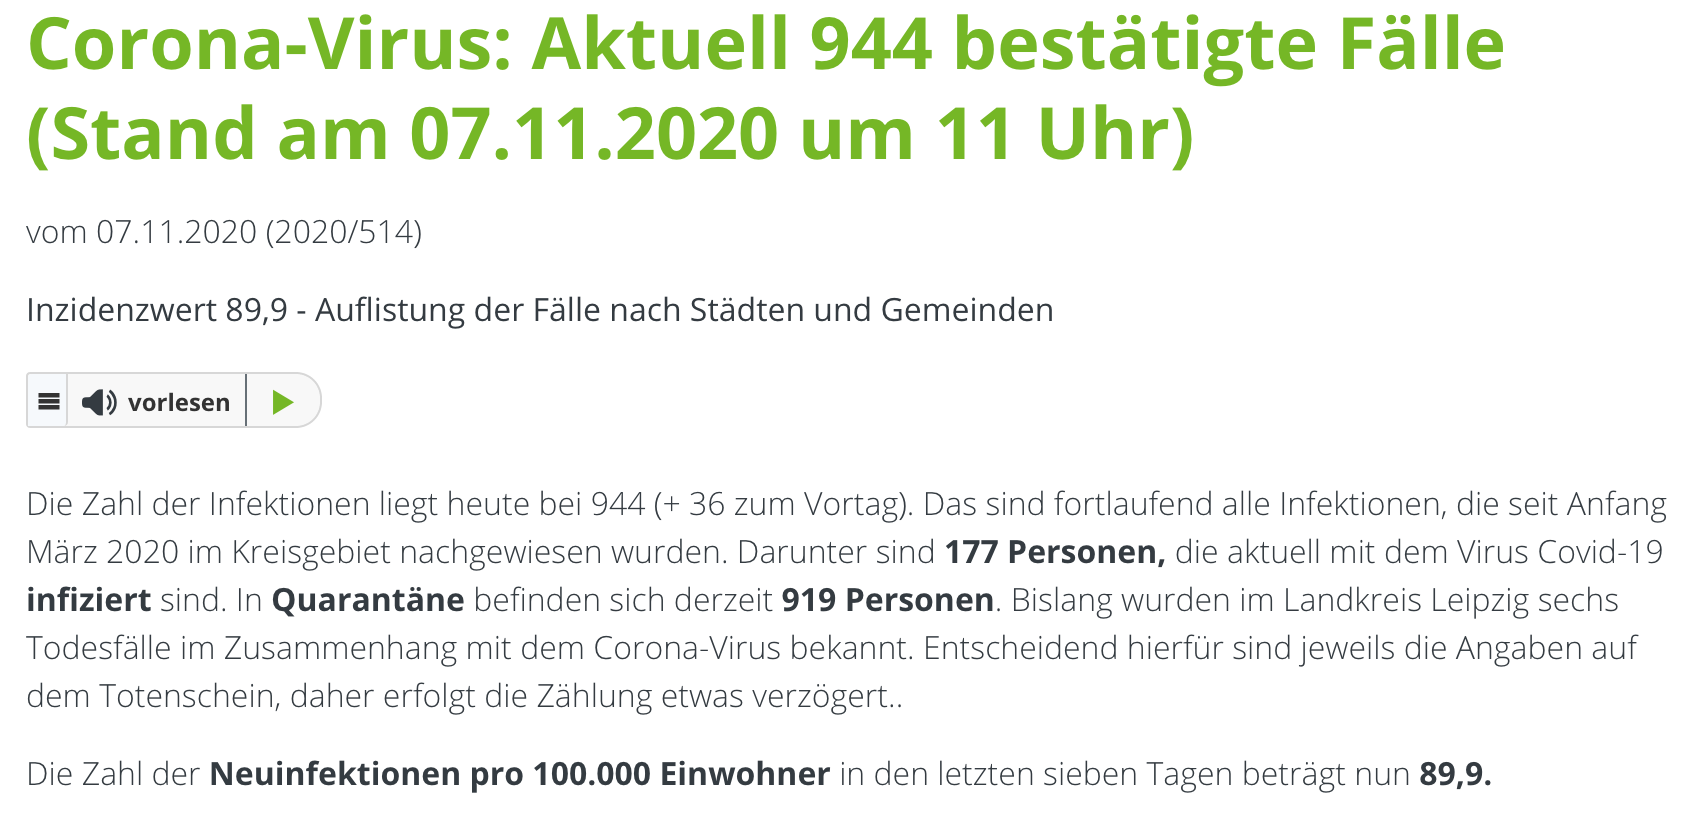 Corona-Virus: Aktuell 944 bestätigte Fälle
(Stand am 07.11.2020 um 11 Uhr)
vom 07.11.2020 (2020/514)
Inzidenzwert 89,9 - Auflistung der Fälle nach Städten und Gemeinden
vorlesen
Die Zahl der Infektionen liegt heute bei 944 (+ 36 zum Vortag). Das sind fortlaufend alle Infektionen, die seit Anfang
März 2020 im Kreisgebiet nachgewiesen wurden. Darunter sind 177 Personen, die aktuell mit dem Virus Covid-19
infiziert sind. In Quarantäne befinden sich derzeit 919 Personen. Bislang wurden im Landkreis Leipzig sechs
Todesfälle im Zusammenhang mit dem Corona-Virus bekannt. Entscheidend hierfür sind jeweils die Angaben auf
dem Totenschein, daher erfolgt die Zählung etwas verzögert..
Die Zahl der Neuinfektionen pro 100.000 Einwohner in den letzten sieben Tagen beträgt nun 89,9.